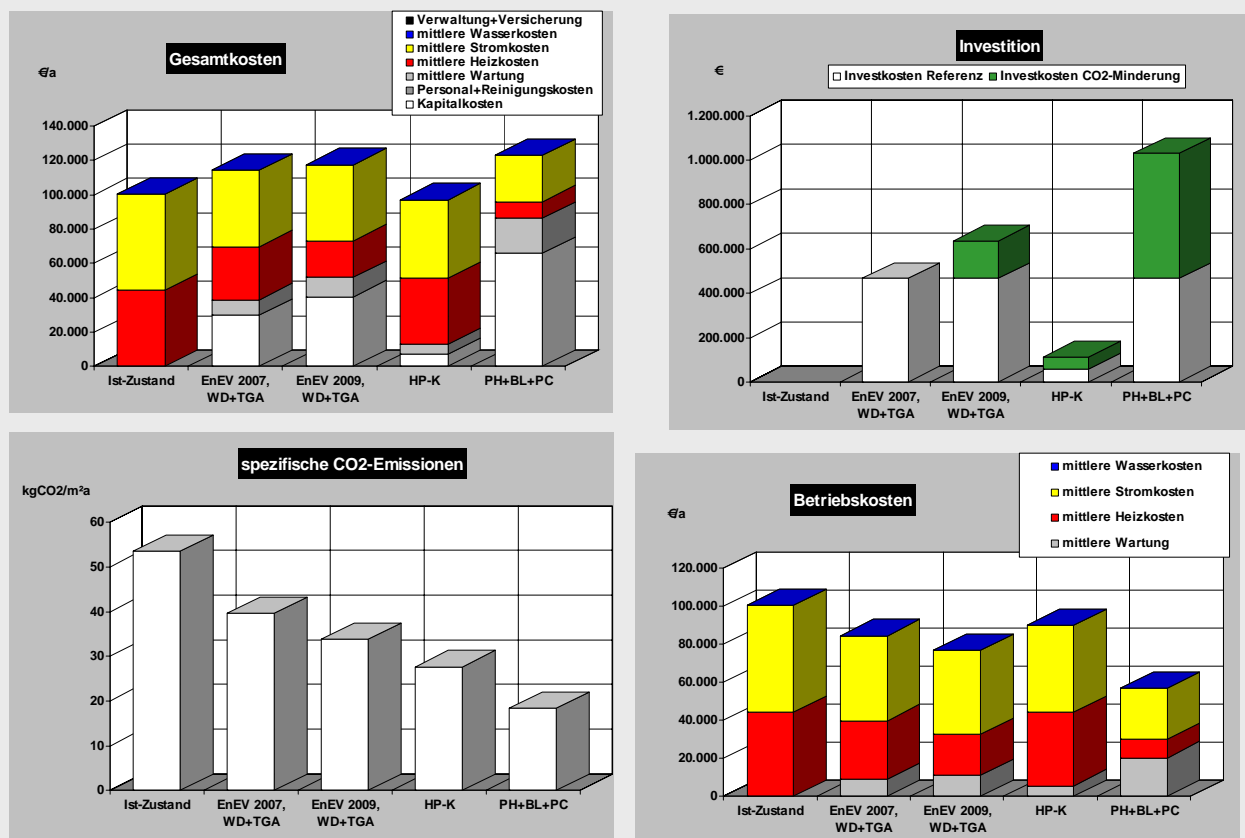 Gesamtkosten
€/a
Verwaltung+Versicherung
mittlere Wasserkosten
mittlere Stromkosten
mittlere Heizkosten
mittlere Wartung
Personal+Reinigungskosten
Kapitalkosten
140.000
120.000
100.000
80.000
60.000
40.000
20.000
0
Ist-Zustand
EnEV 2007,
WD+TGA
EnEV 2009,
WD+TGA
HP-K
PH+BL+PC
Investition
€
Investkosten Referenz
Investkosten CO2-Minderung
1.200.000
1.000.000
800.000
600.000
400.000
200.000
0
Ist-Zustand
EnEV 2007,
WD+TGA
EnEV 2009,
WD+TGA
HP-K
PH+BL+PC
spezifische CO2-Emissionen
kgCO2/m²a
60
50
40
30
20
10
0
Ist-Zustand
EnEV 2007,
WD+TGA
EnEV 2009,
WD+TGA
HP-K
PH+BL+PC
Betriebskosten
€/a
mittlere Wasserkosten
mittlere Stromkosten
mittlere Heizkosten
mittlere Wartung
120.000
100.000
80.000
60.000
40.000
20.000
0
Ist-Zustand
EnEV 2007,
WD+TGA
EnEV 2009,
WD+TGA
HP-K
PH+BL+PC